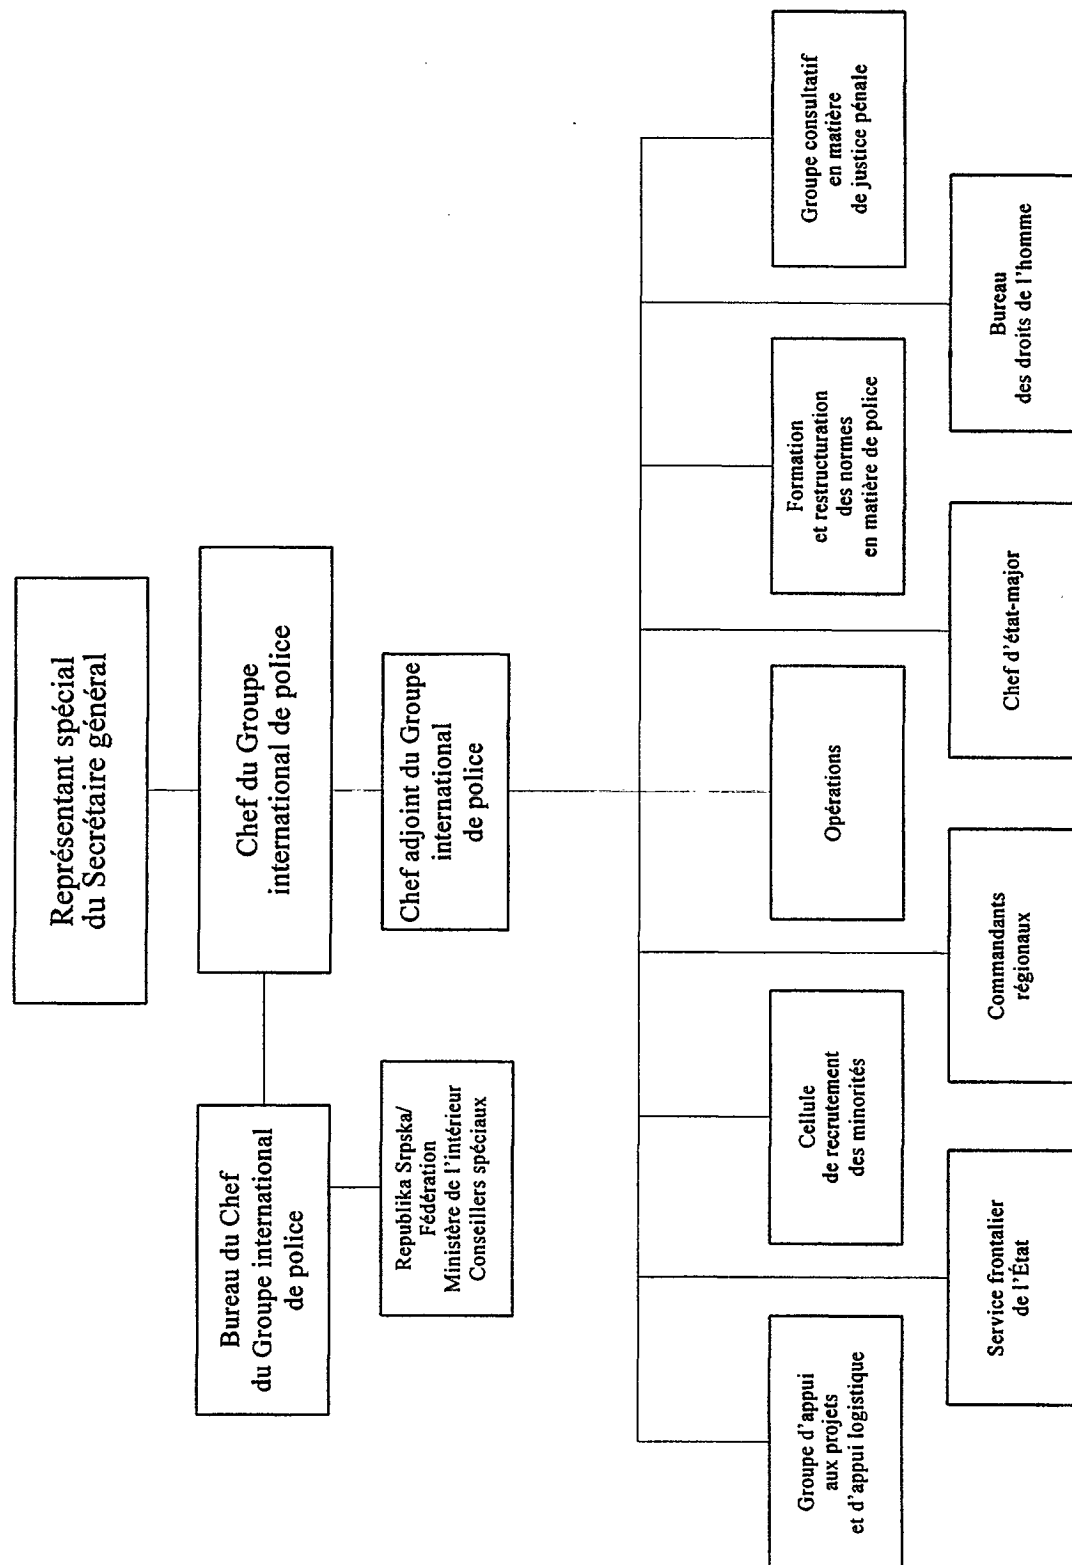 Représentant spécial
du Secrétaire général
Chef du Groupe
international de police
Bureau du Chef
du Groupe international
de police
Chef adjoint du Groupe
international
de police
Republika Srpska/
Fédération
Ministère de l'intérieur
Conseillers spéciaux
Groupe d'appui
aux projets
et d'appui logistique
Cellule
de recrutement
des minorités
Opérations
Formation
et restructuration
des normes
en matière de police
Groupe consultatif
en matière
de justice pénale
Service frontalier
de l'État
Commandants
régionaux
Chef d'état-major
Bureau
des droits de l'homme